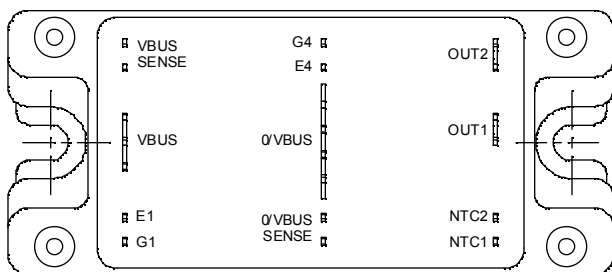 VBUS
SENSE
G4
E4
OUT2
VBUS
0/VBUS
OUT1
E1
G1
0/VBUS
SENSE
NTC2
NTC1